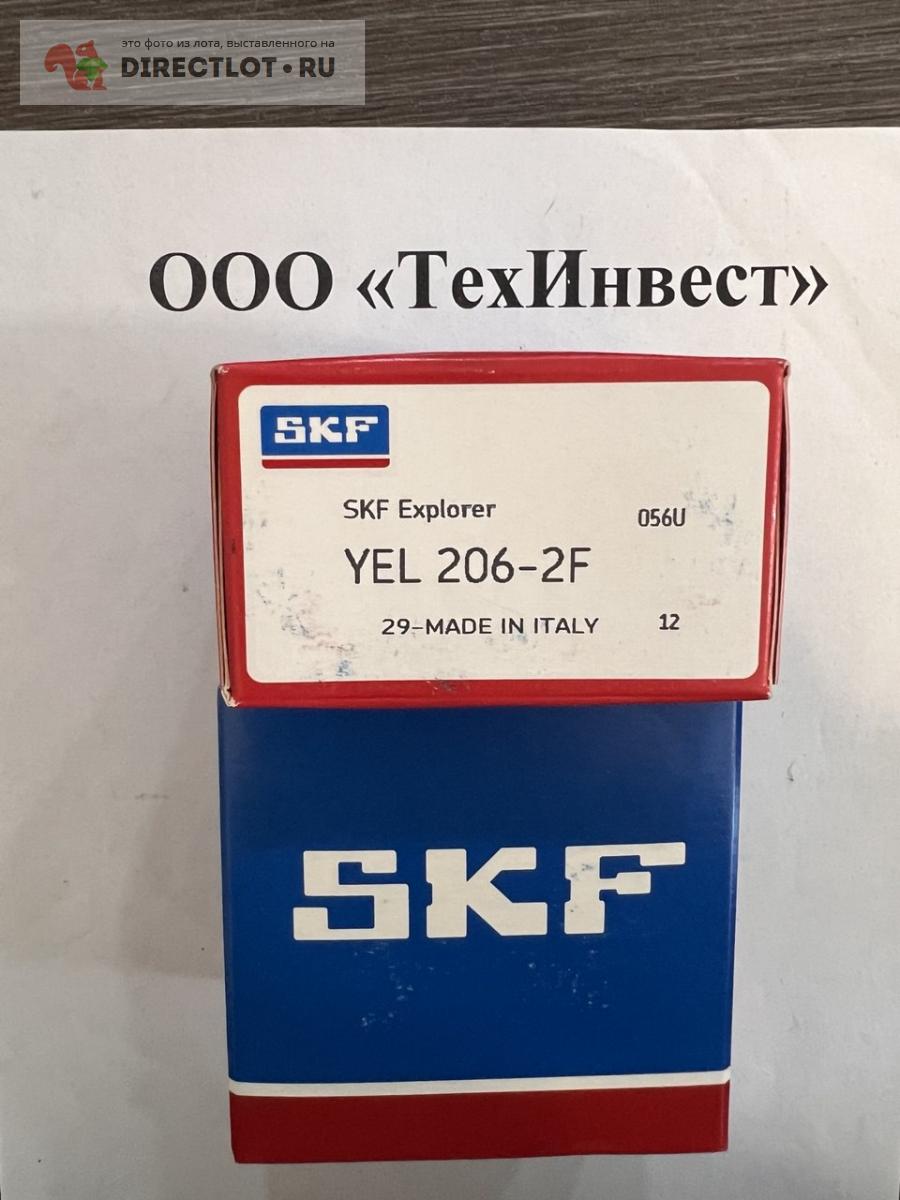 это фото из лота, выставленного на
DIRECTLOT•RU
ООО «ТехИнвест»
SKF
SKF Explorer
056U
YEL 206-2F
29-MADE IN ITALY
12
SKF